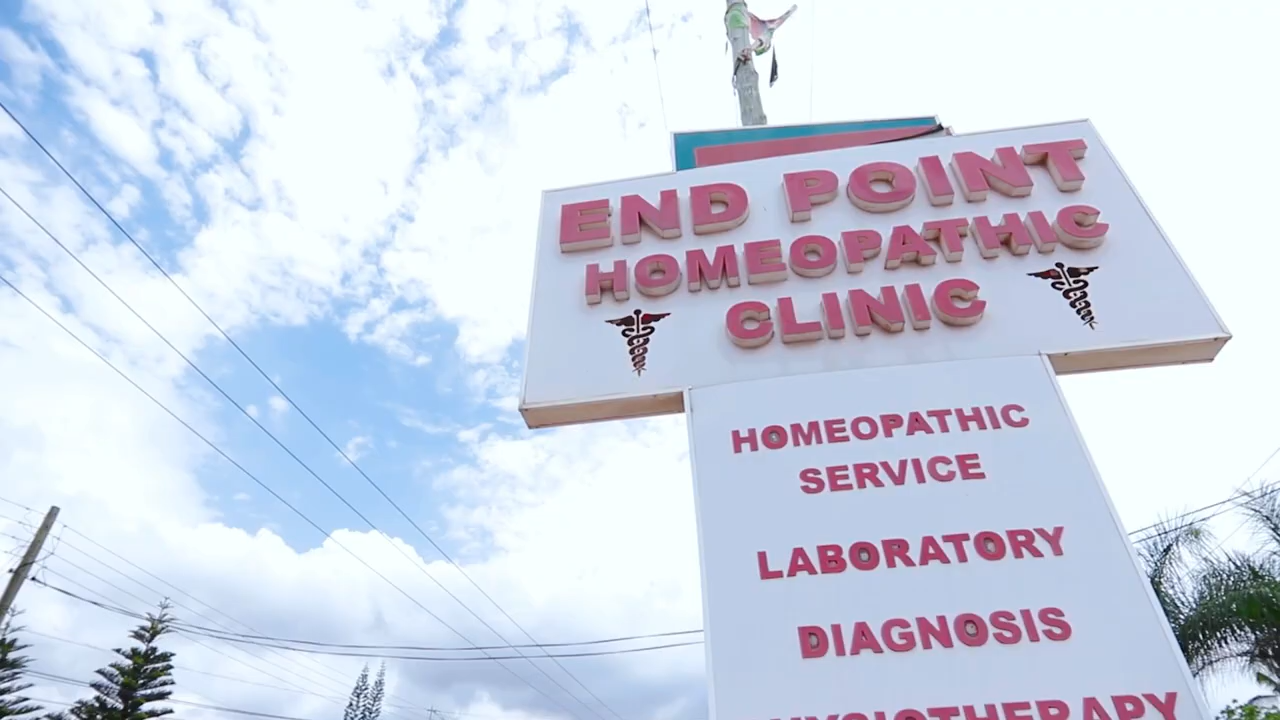 END POINT
HOMEOPATHIC
CLINIC
HOMEOPATHIC
SERVICE
LABORATORY
DIAGNOSIS